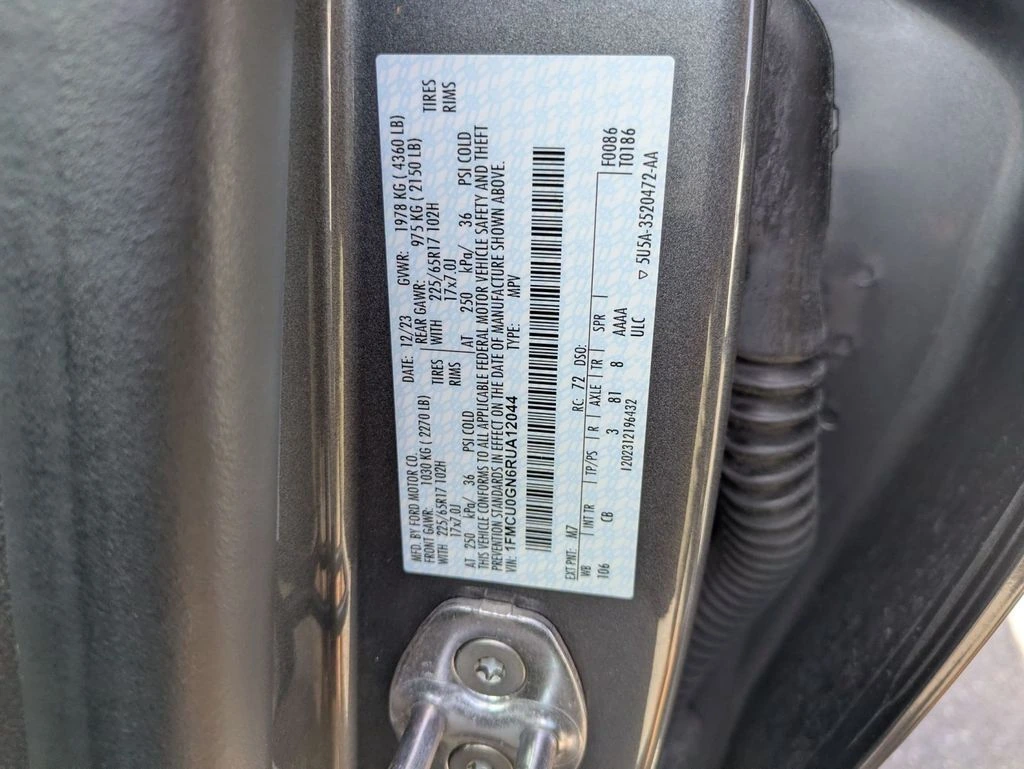 MFD. BY FORD MOTOR CO.
DATE: 12/23 GVWR: 1978 KG ( 4360 LB)
FRONT GAWR: 1030 KG ( 2270 LB) REAR GAWR: 975 KG ( 2150 LB)
WITH 225/65R17 102H TIRES WITH 225/65R17 102H TIRES
17x7.0J RIMS 17x7.0J RIMS
AT 250 kPa/ 36 PSI COLD AT 250 kPa/ 36 PSI COLD
THIS VEHICLE CONFORMS TO ALL APPLICABLE FEDERAL MOTOR VEHICLE SAFETY AND THEFT
PREVENTION STANDARDS IN EFFECT ON THE DATE OF MANUFACTURE SHOWN ABOVE.
VIN: 1FMCU0GN6RUA12044 TYPE: MPV
EXT PNT: M7 RC: 72 DSO:
WB INT TR TP/PS R AXLE TR SPR F0086
106 CB 3 81 8 AAAA T0186
1202312196432 ULC
▽ 5U5A-3520472-AA